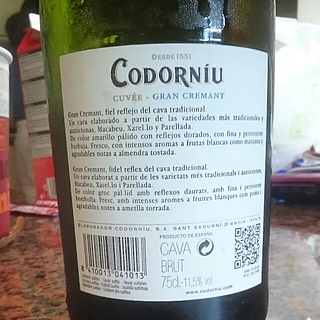 DESDE 1551
CODORNÍU
CUVÉE - GRAN CREMANT
Gran Cremant, fiel reflejo del cava tradicional.
Un cava elaborado a partir de las variedades más tradicionales y
autóctonas, Macabeu, Xarel.lo y Parellada.
De color amarillo pálido con reflejos dorados, con fina y persistente
burbuja. Fresco, con intensos aromas a frutas blancas como manzana y
agradables notas a almendra tostada.
Gran Cremant, fidel reflex del cava tradicional.
Un cava elaborat a partir de les varietats més tradicionals i autòctones,
Macabeu, Xarel.lo i Parellada.
De color groc pàl.lid amb reflexos daurats, amb fina i persistent
bombolla. Fresc, amb intenses aromes a fruites blanques com poma i
agradables notes a ametlla torrada.
ELABORADOR CODORNÍU, S.A. SANT SADURNÍ D'ANOIA - SPAIN
PRODUCTO DE ESPAÑA
CAVA
BRUT
75cl-11,5% vol.
8 410013 041013
www.codorniu.com